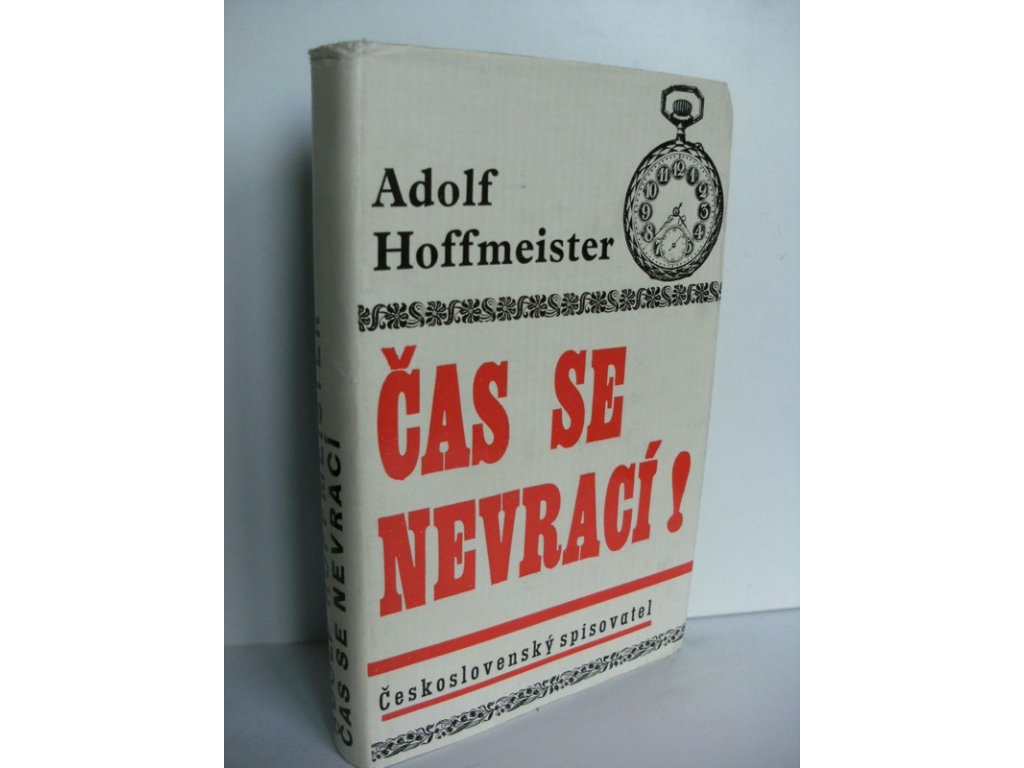 Adolf
Hoffmeister
ČAS SE
NEVRACÍ!
Československý spisovatel
ČAS SE NEVRACÍ